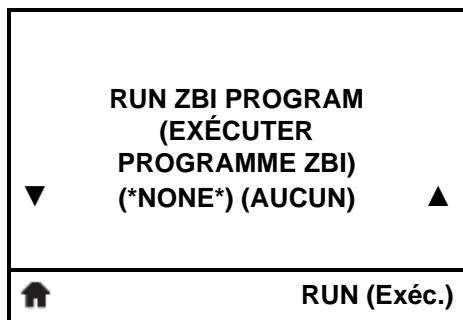 RUN ZBI PROGRAM
(EXÉCUTER
PROGRAMME ZBI)
▼ (*NONE*) (AUCUN) ▲
RUN (Exéc.)